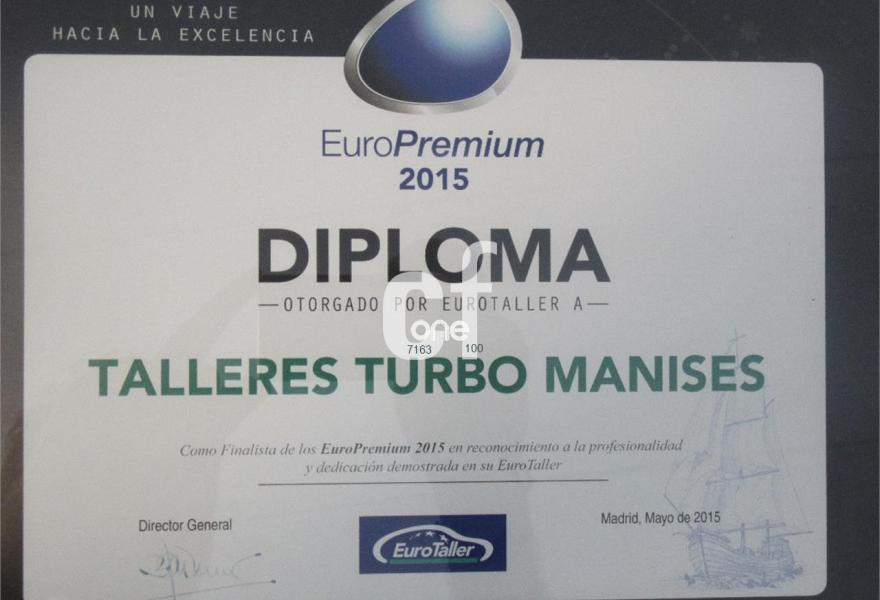 UN VIAJE
HACIA LA EXCELENCIA
EuroPremium
2015
DIPLOMA
OTORGADO POR EUROTALLER A
cf
one
7163 100
TALLERES TURBO MANISES
Como Finalista de los EuroPremium 2015 en reconocimiento a la profesionalidad
y dedicación demostrada en su EuroTaller
Director General
Madrid, Mayo de 2015
EuroTaller